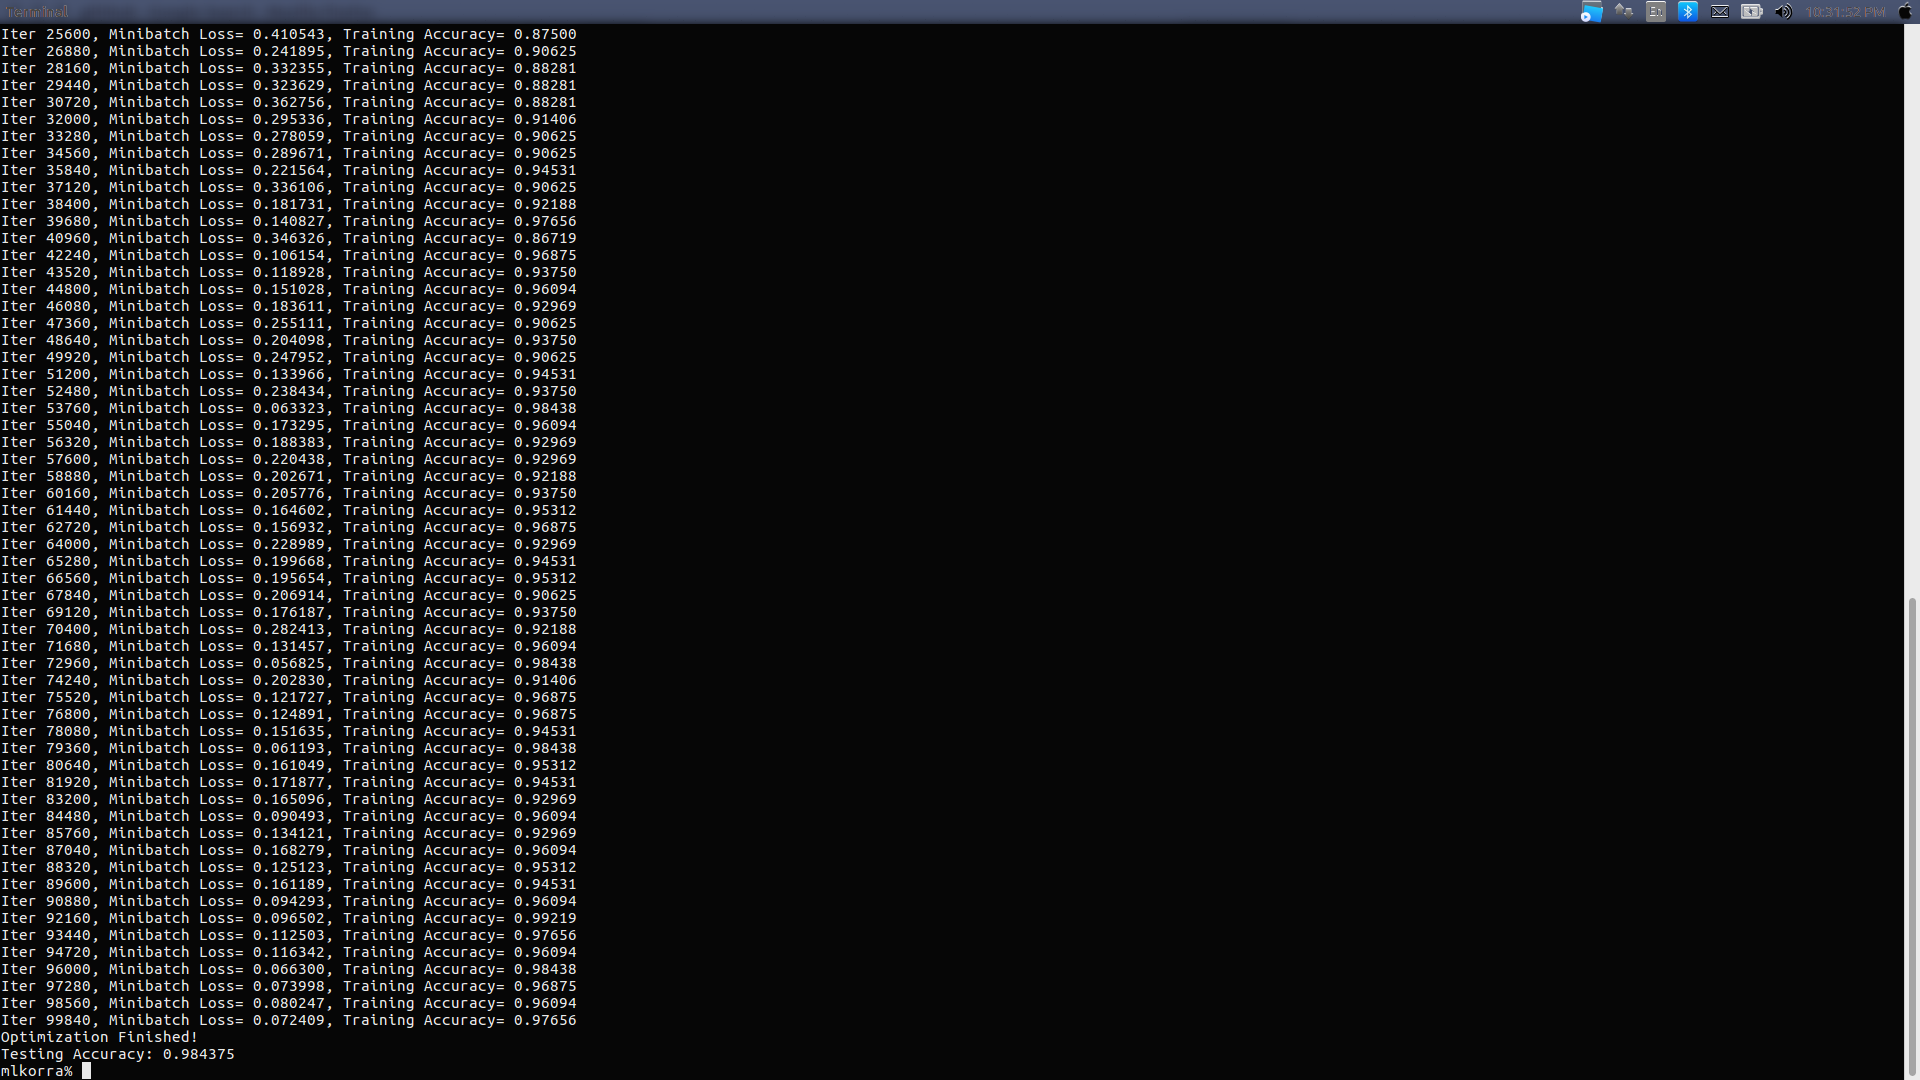 Terminal
En
10:31:52 PM
Iter 25600, Minibatch Loss= 0.410543, Training Accuracy= 0.87500
Iter 26880, Minibatch Loss= 0.241895, Training Accuracy= 0.90625
Iter 28160, Minibatch Loss= 0.332355, Training Accuracy= 0.88281
Iter 29440, Minibatch Loss= 0.323629, Training Accuracy= 0.88281
Iter 30720, Minibatch Loss= 0.362756, Training Accuracy= 0.88281
Iter 32000, Minibatch Loss= 0.295336, Training Accuracy= 0.91406
Iter 33280, Minibatch Loss= 0.278059, Training Accuracy= 0.90625
Iter 34560, Minibatch Loss= 0.289671, Training Accuracy= 0.90625
Iter 35840, Minibatch Loss= 0.221564, Training Accuracy= 0.94531
Iter 37120, Minibatch Loss= 0.336106, Training Accuracy= 0.90625
Iter 38400, Minibatch Loss= 0.181731, Training Accuracy= 0.92188
Iter 39680, Minibatch Loss= 0.140827, Training Accuracy= 0.97656
Iter 40960, Minibatch Loss= 0.346326, Training Accuracy= 0.86719
Iter 42240, Minibatch Loss= 0.106154, Training Accuracy= 0.96875
Iter 43520, Minibatch Loss= 0.118928, Training Accuracy= 0.93750
Iter 44800, Minibatch Loss= 0.151028, Training Accuracy= 0.96094
Iter 46080, Minibatch Loss= 0.183611, Training Accuracy= 0.92969
Iter 47360, Minibatch Loss= 0.255111, Training Accuracy= 0.90625
Iter 48640, Minibatch Loss= 0.204098, Training Accuracy= 0.93750
Iter 49920, Minibatch Loss= 0.247952, Training Accuracy= 0.90625
Iter 51200, Minibatch Loss= 0.133966, Training Accuracy= 0.94531
Iter 52480, Minibatch Loss= 0.238434, Training Accuracy= 0.93750
Iter 53760, Minibatch Loss= 0.063323, Training Accuracy= 0.98438
Iter 55040, Minibatch Loss= 0.173295, Training Accuracy= 0.96094
Iter 56320, Minibatch Loss= 0.188383, Training Accuracy= 0.92969
Iter 57600, Minibatch Loss= 0.220438, Training Accuracy= 0.92969
Iter 58880, Minibatch Loss= 0.202671, Training Accuracy= 0.92188
Iter 60160, Minibatch Loss= 0.205776, Training Accuracy= 0.93750
Iter 61440, Minibatch Loss= 0.164602, Training Accuracy= 0.95312
Iter 62720, Minibatch Loss= 0.156932, Training Accuracy= 0.96875
Iter 64000, Minibatch Loss= 0.228989, Training Accuracy= 0.92969
Iter 65280, Minibatch Loss= 0.199668, Training Accuracy= 0.94531
Iter 66560, Minibatch Loss= 0.195654, Training Accuracy= 0.95312
Iter 67840, Minibatch Loss= 0.206914, Training Accuracy= 0.90625
Iter 69120, Minibatch Loss= 0.176187, Training Accuracy= 0.93750
Iter 70400, Minibatch Loss= 0.282413, Training Accuracy= 0.92188
Iter 71680, Minibatch Loss= 0.131457, Training Accuracy= 0.96094
Iter 72960, Minibatch Loss= 0.056825, Training Accuracy= 0.98438
Iter 74240, Minibatch Loss= 0.202830, Training Accuracy= 0.91406
Iter 75520, Minibatch Loss= 0.121727, Training Accuracy= 0.96875
Iter 76800, Minibatch Loss= 0.124891, Training Accuracy= 0.96875
Iter 78080, Minibatch Loss= 0.151635, Training Accuracy= 0.94531
Iter 79360, Minibatch Loss= 0.061193, Training Accuracy= 0.98438
Iter 80640, Minibatch Loss= 0.161049, Training Accuracy= 0.95312
Iter 81920, Minibatch Loss= 0.171877, Training Accuracy= 0.94531
Iter 83200, Minibatch Loss= 0.165096, Training Accuracy= 0.92969
Iter 84480, Minibatch Loss= 0.090493, Training Accuracy= 0.96094
Iter 85760, Minibatch Loss= 0.134121, Training Accuracy= 0.92969
Iter 87040, Minibatch Loss= 0.168279, Training Accuracy= 0.96094
Iter 88320, Minibatch Loss= 0.125123, Training Accuracy= 0.95312
Iter 89600, Minibatch Loss= 0.161189, Training Accuracy= 0.94531
Iter 90880, Minibatch Loss= 0.094293, Training Accuracy= 0.96094
Iter 92160, Minibatch Loss= 0.096502, Training Accuracy= 0.99219
Iter 93440, Minibatch Loss= 0.112503, Training Accuracy= 0.97656
Iter 94720, Minibatch Loss= 0.116342, Training Accuracy= 0.96094
Iter 96000, Minibatch Loss= 0.066300, Training Accuracy= 0.98438
Iter 97280, Minibatch Loss= 0.073998, Training Accuracy= 0.96875
Iter 98560, Minibatch Loss= 0.080247, Training Accuracy= 0.96094
Iter 99840, Minibatch Loss= 0.072409, Training Accuracy= 0.97656
Optimization Finished!
Testing Accuracy: 0.984375
mlkorra%